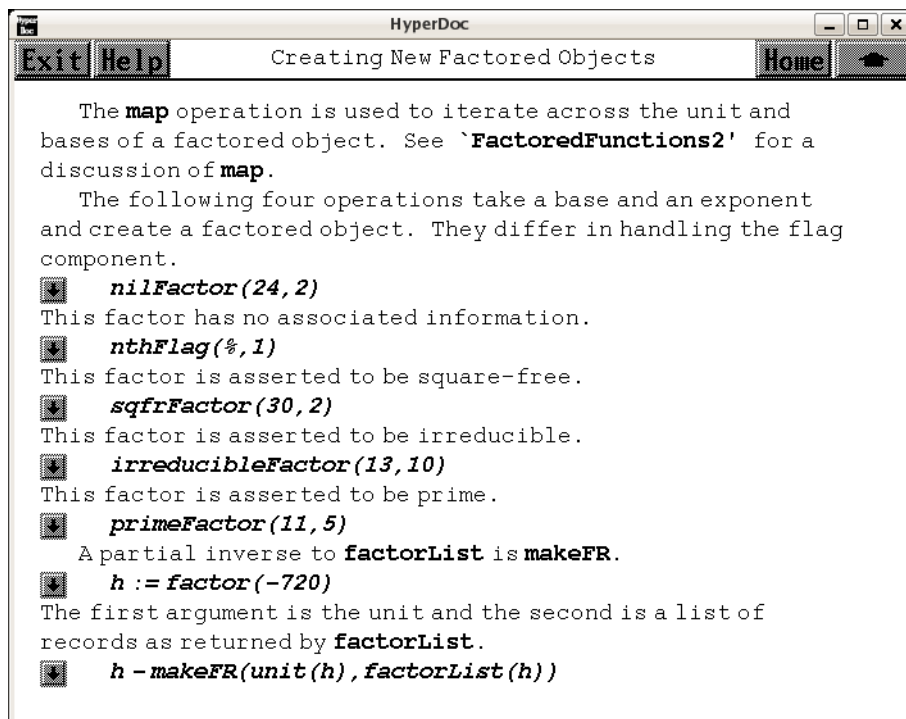 Hyper Doc
HyperDoc
Exit Help Creating New Factored Objects Home
The map operation is used to iterate across the unit and
bases of a factored object. See `FactoredFunctions2' for a
discussion of map.
The following four operations take a base and an exponent
and create a factored object. They differ in handling the flag
component.
nilFactor(24,2)
This factor has no associated information.
nthFlag(%,1)
This factor is asserted to be square-free.
sqfrFactor(30,2)
This factor is asserted to be irreducible.
irreducibleFactor(13,10)
This factor is asserted to be prime.
primeFactor(11,5)
A partial inverse to factorList is makeFR.
h := factor(-720)
The first argument is the unit and the second is a list of
records as returned by factorList.
h - makeFR(unit(h),factorList(h))